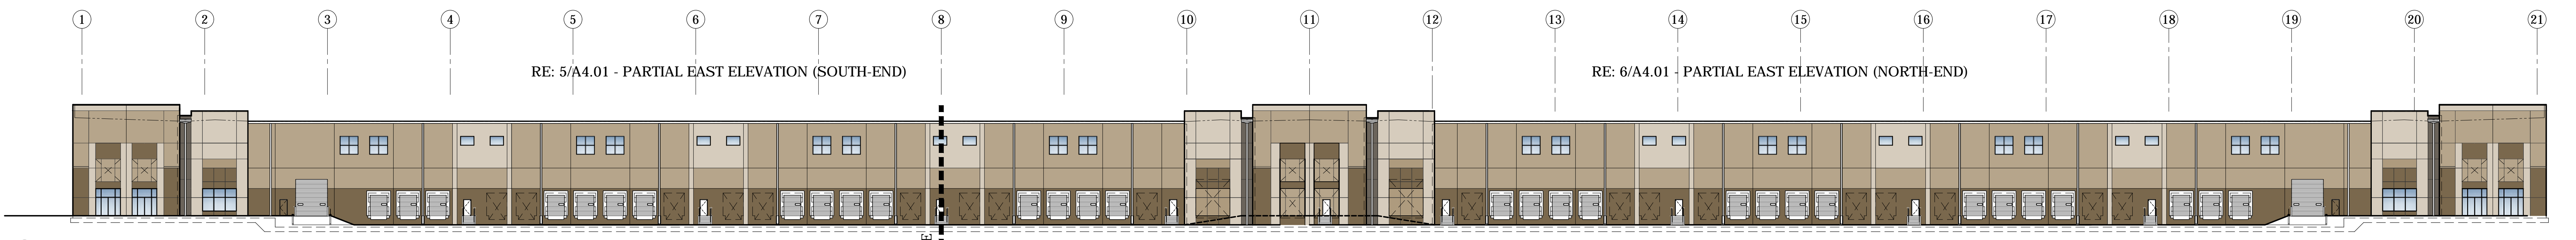 1 2 3 4 5 6 7 8 9 10 11 12 13 14 15 16 17 18 19 20 21
RE: 5/A4.01 - PARTIAL EAST ELEVATION (SOUTH-END) RE: 6/A4.01 - PARTIAL EAST ELEVATION (NORTH-END)